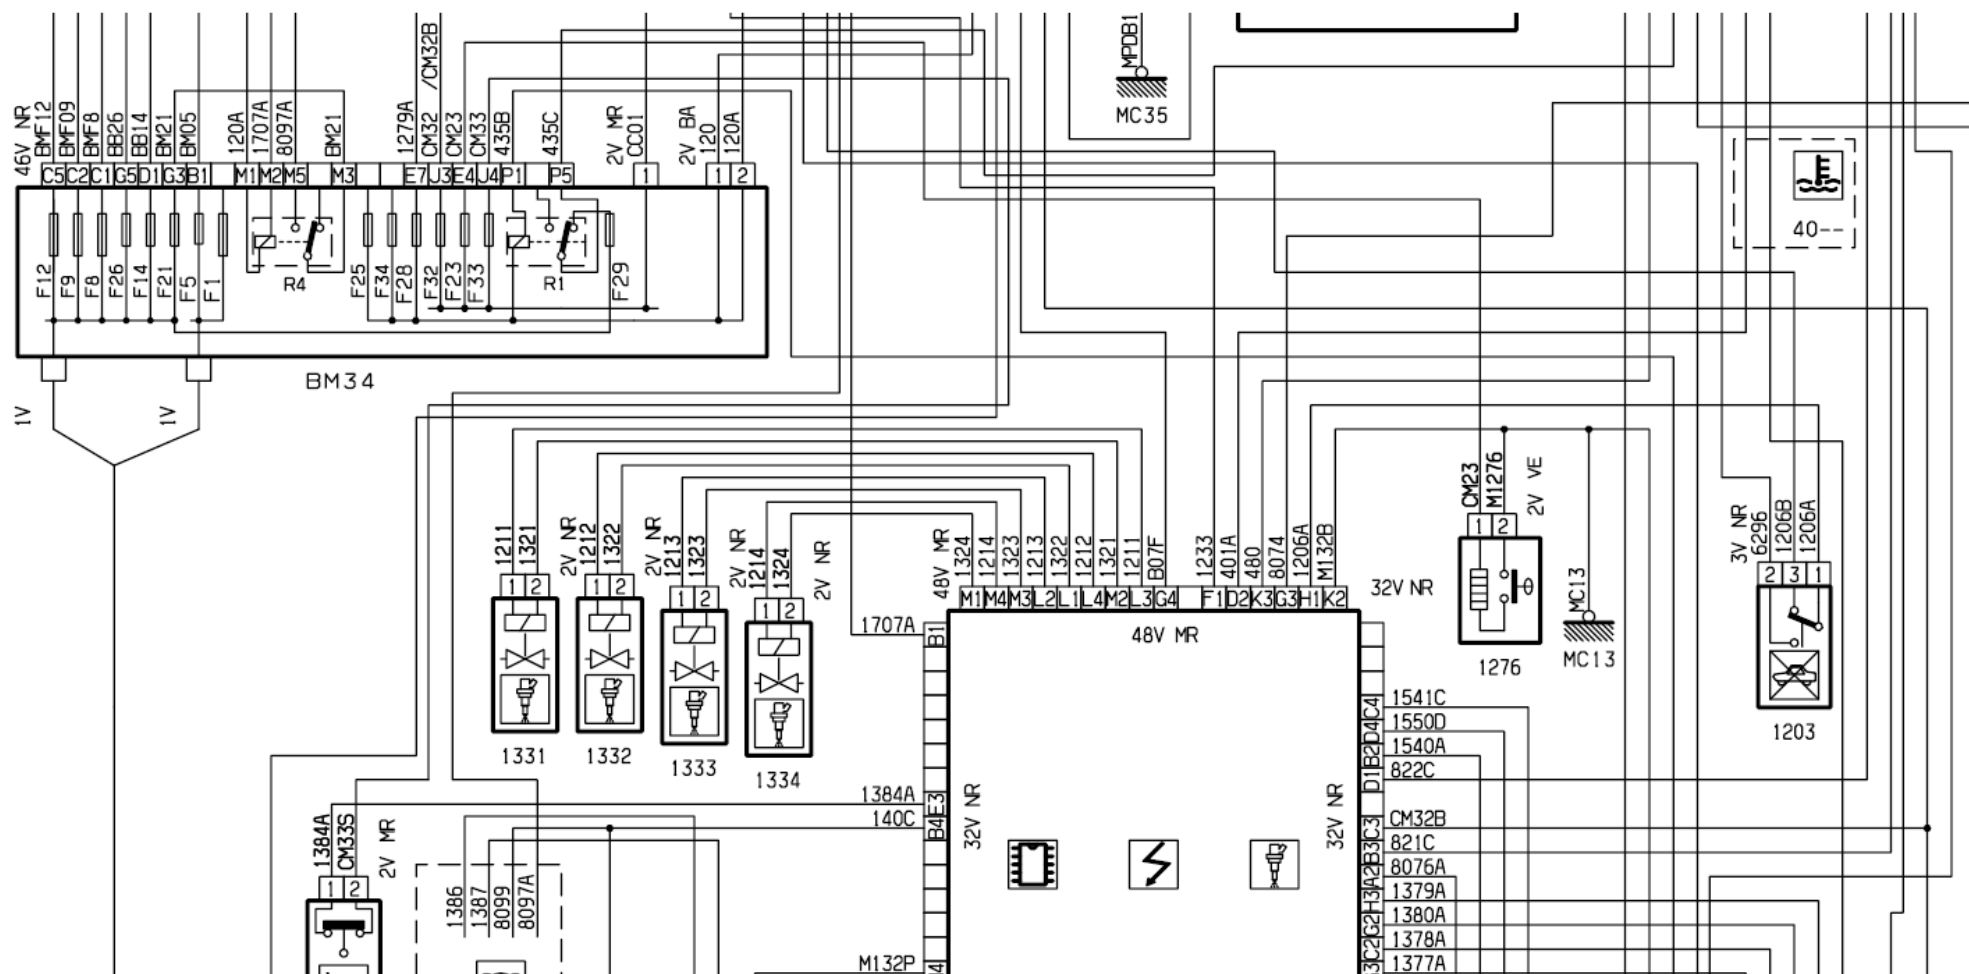 46V NR
BMF12
BMF09
BMF8
BB26
BB14
BM21
BM05
120A
1707A
8097A
BM21
1279A
/CM32B
CM32
CM23
CM33
435B
435C
2V MR
CC01
2V BA
120
120A
MPDB1
MC35
C5 C2 C1 G5 D1 G3 B1 M1 M2 M5 M3 E7 J3 E4 J4 P1 P5 1 1 2
F12
F9
F8
F26
F14
F21
F5
F1
R4
F25
F34
F28
F32
F23
F33
R1
F29
BM34
1V
1V
40--
1211
1321
2V NR
1212
1322
2V NR
1213
1323
2V NR
1214
1324
2V NR
1 2
1 2
1 2
1 2
1331
1332
1333
1334
48V MR
1324
1214
1323
1213
1322
1212
1321
1211
B07F
1233
401A
480
8074
1206A
M132B
M1 M4 M3 L2 L1 L4 M2 L3 G4 F1 D2 K3 G3 H1 K2
32V NR
48V MR
CM23
M1276
2V VE
1 2
1276
MC13
MC13
3V NR
6296
1206B
1206A
2 3 1
1203
1707A B1
1384A E3
140C B4
M132P
32V NR
32V NR
C4 1541C
D4 1550D
B2 1540A
D1 822C
C3 CM32B
B3 821C
A2 8076A
H3 1379A
G2 1380A
C2 1378A
1377A
1384A
CM33S
2V MR
1 2
1386
1387
8099
8097A